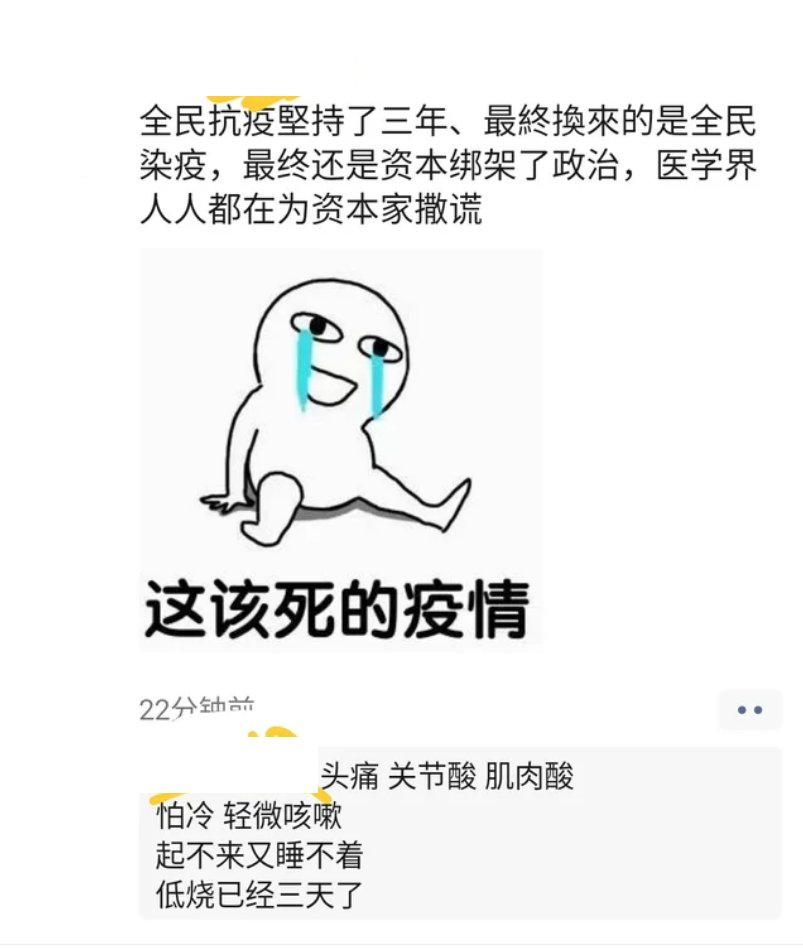 全民抗疫堅持了三年、最終換來的是全民
染疫，最终还是资本绑架了政治，医学界
人人都在为资本家撒谎
这该死的疫情
22分钟前
头痛 关节酸 肌肉酸
怕冷 轻微咳嗽
起不来又睡不着
低烧已经三天了